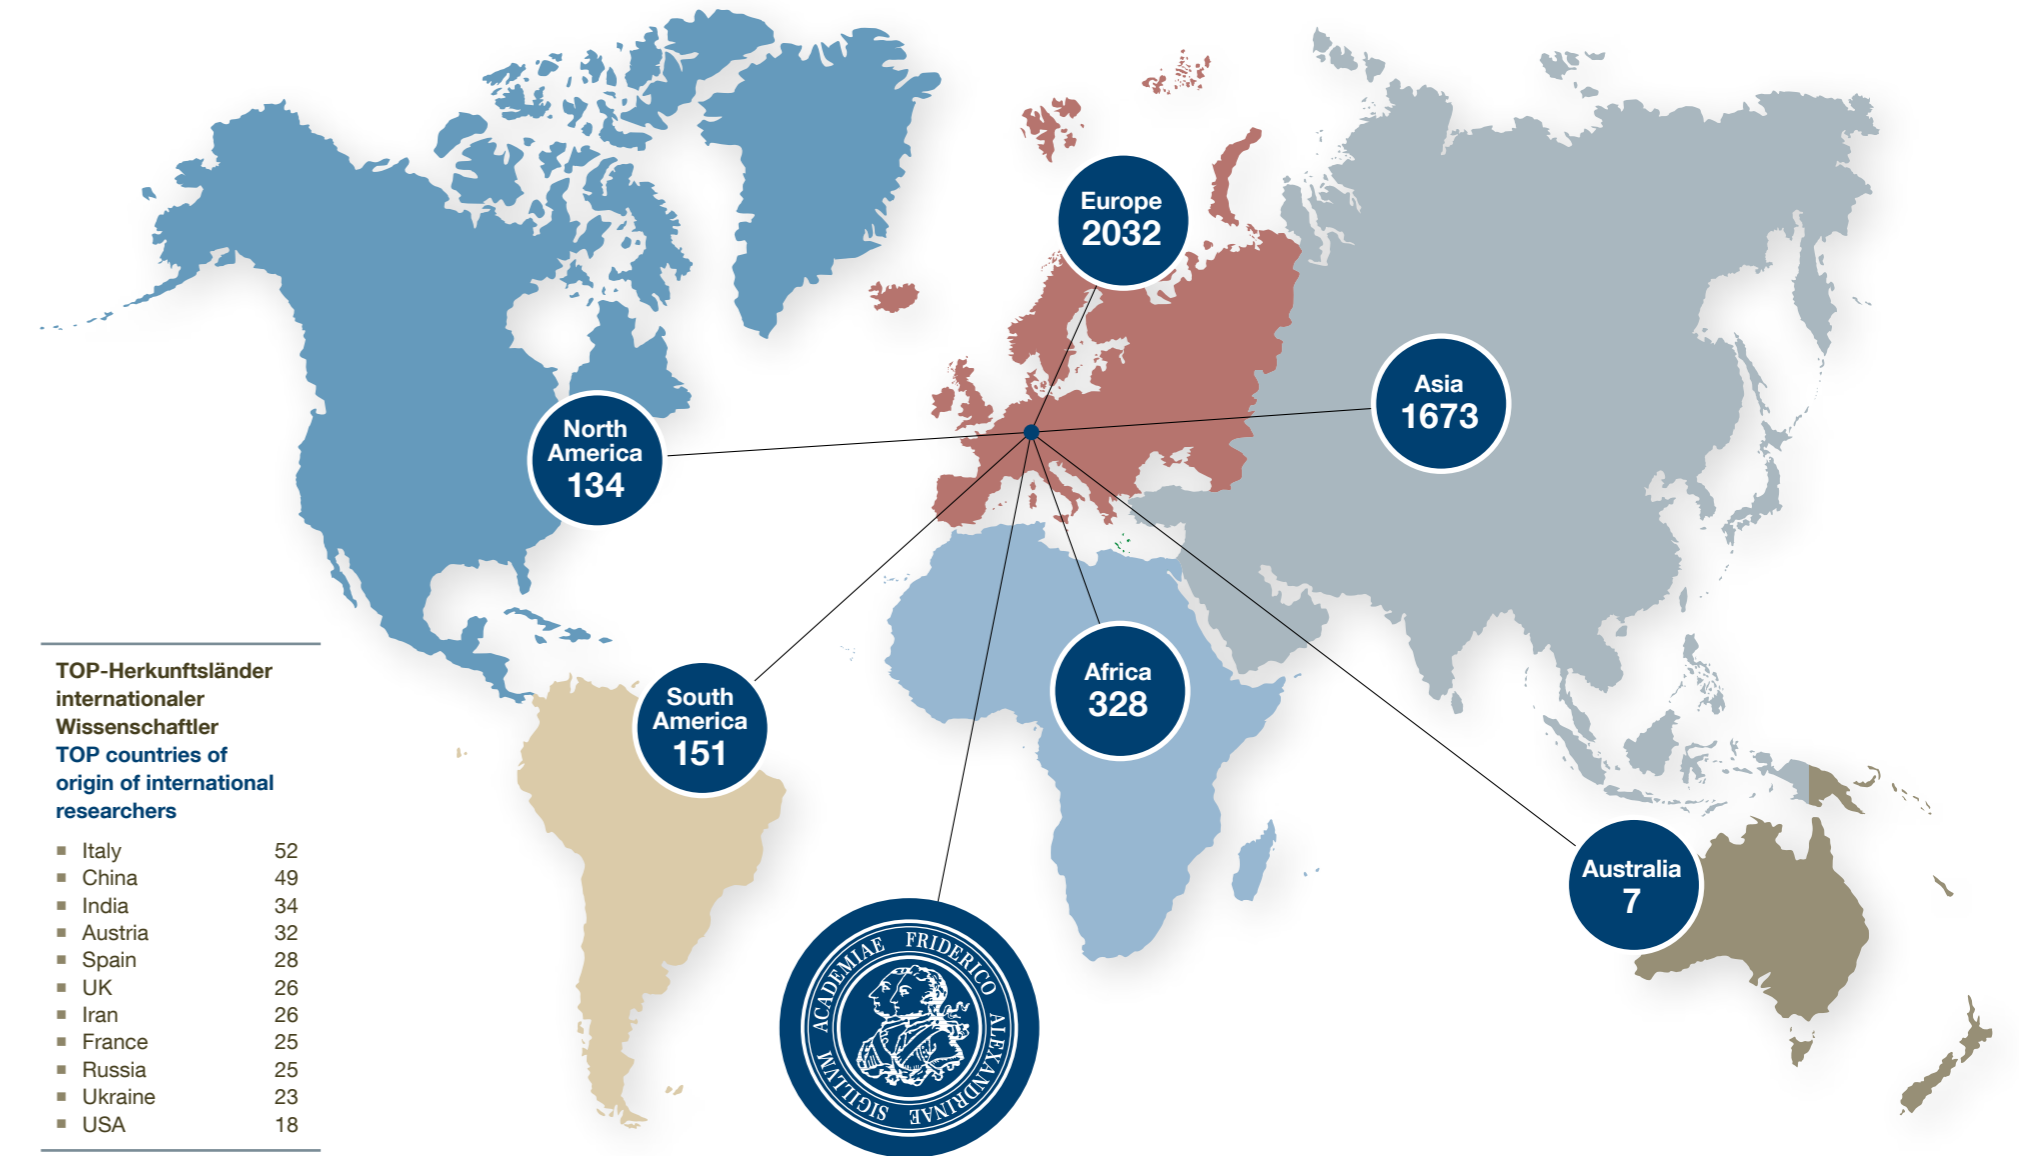 Europe
2032
Asia
1673
North
America
134
South
America
151
Africa
328
Australia
7
TOP-Herkunftsländer
internationaler
Wissenschaftler
TOP countries of
origin of international
researchers
Italy 52
China 49
India 34
Austria 32
Spain 28
UK 26
Iran 26
France 25
Russia 25
Ukraine 23
USA 18
SIGILLVM ACADEMIAE FRIDERICO ALEXANDRINAE